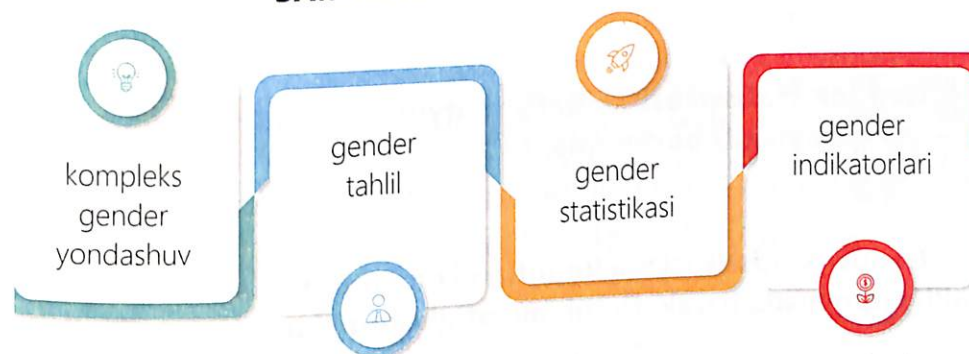 kompleks
gender
yondashuv
gender
tahlil
gender
statistikasi
gender
indikatorlari